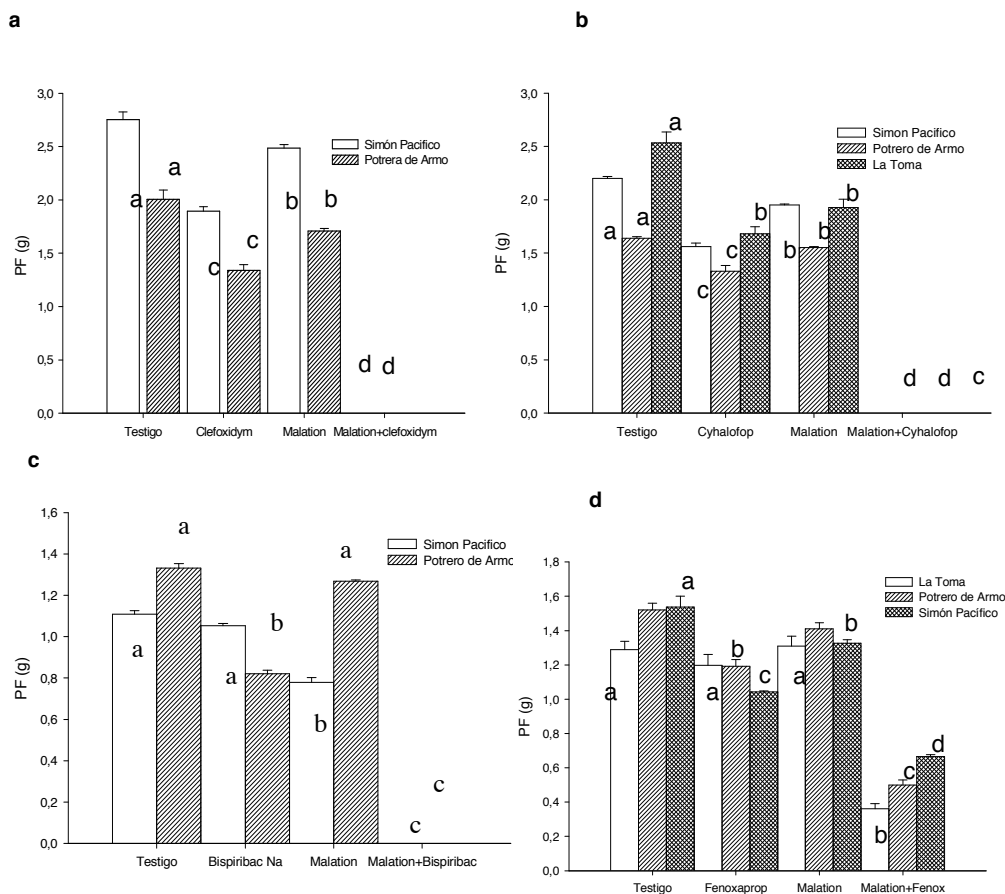 a
PF (g)
3,0
2,5
2,0
1,5
1,0
0,5
0,0
Simón Pacifico
Potrera de Armo
a
a
b
b
c
c
d d
Testigo Clefoxidym Malation Malation+clefoxidym
b
PF (g)
3,0
2,5
2,0
1,5
1,0
0,5
0,0
Simon Pacifico
Potrero de Armo
La Toma
a
a
a
b
b
b
b
c
c
d d c
Testigo Cyhalofop Malation Malation+Cyhalofop
c
PF (g)
1,6
1,4
1,2
1,0
0,8
0,6
0,4
0,2
0,0
Simon Pacifico
Potrero de Armo
a
a
a
b
a
b
c
c
Testigo Bispiribac Na Malation Malation+Bispiribac
d
PF (g)
1,8
1,6
1,4
1,2
1,0
0,8
0,6
0,4
0,2
0,0
La Toma
Potrero de Armo
Simón Pacífico
a
b
b
c
a
a
a
d
c
b
Testigo Fenoxaprop Malation Malation+Fenox